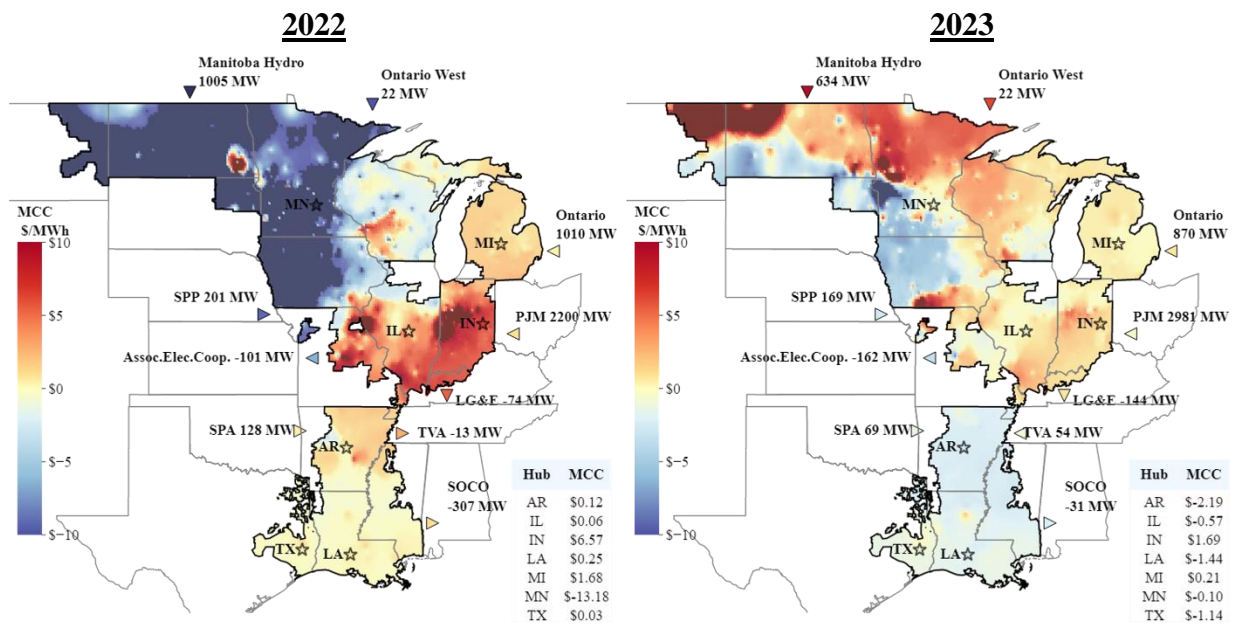 2022
Manitoba Hydro
1005 MW
Ontario West
22 MW
MN
MCC
$/MWh
$10
$5
$0
$−5
$−10
MI
Ontario
1010 MW
SPP 201 MW
IL
IN
PJM 2200 MW
Assoc.Elec.Coop. -101 MW
LG&E -74 MW
SPA 128 MW
AR
TVA -13 MW
SOCO
-307 MW
TX
LA
Hub MCC
AR $0.12
IL $0.06
IN $6.57
LA $0.25
MI $1.68
MN $-13.18
TX $0.03
2023
Manitoba Hydro
634 MW
Ontario West
22 MW
MN
MCC
$/MWh
$10
$5
$0
$−5
$−10
MI
Ontario
870 MW
SPP 169 MW
IL
IN
PJM 2981 MW
Assoc.Elec.Coop. -162 MW
LG&E -144 MW
SPA 69 MW
AR
TVA 54 MW
SOCO
-31 MW
TX
LA
Hub MCC
AR $-2.19
IL $-0.57
IN $1.69
LA $-1.44
MI $0.21
MN $-0.10
TX $-1.14